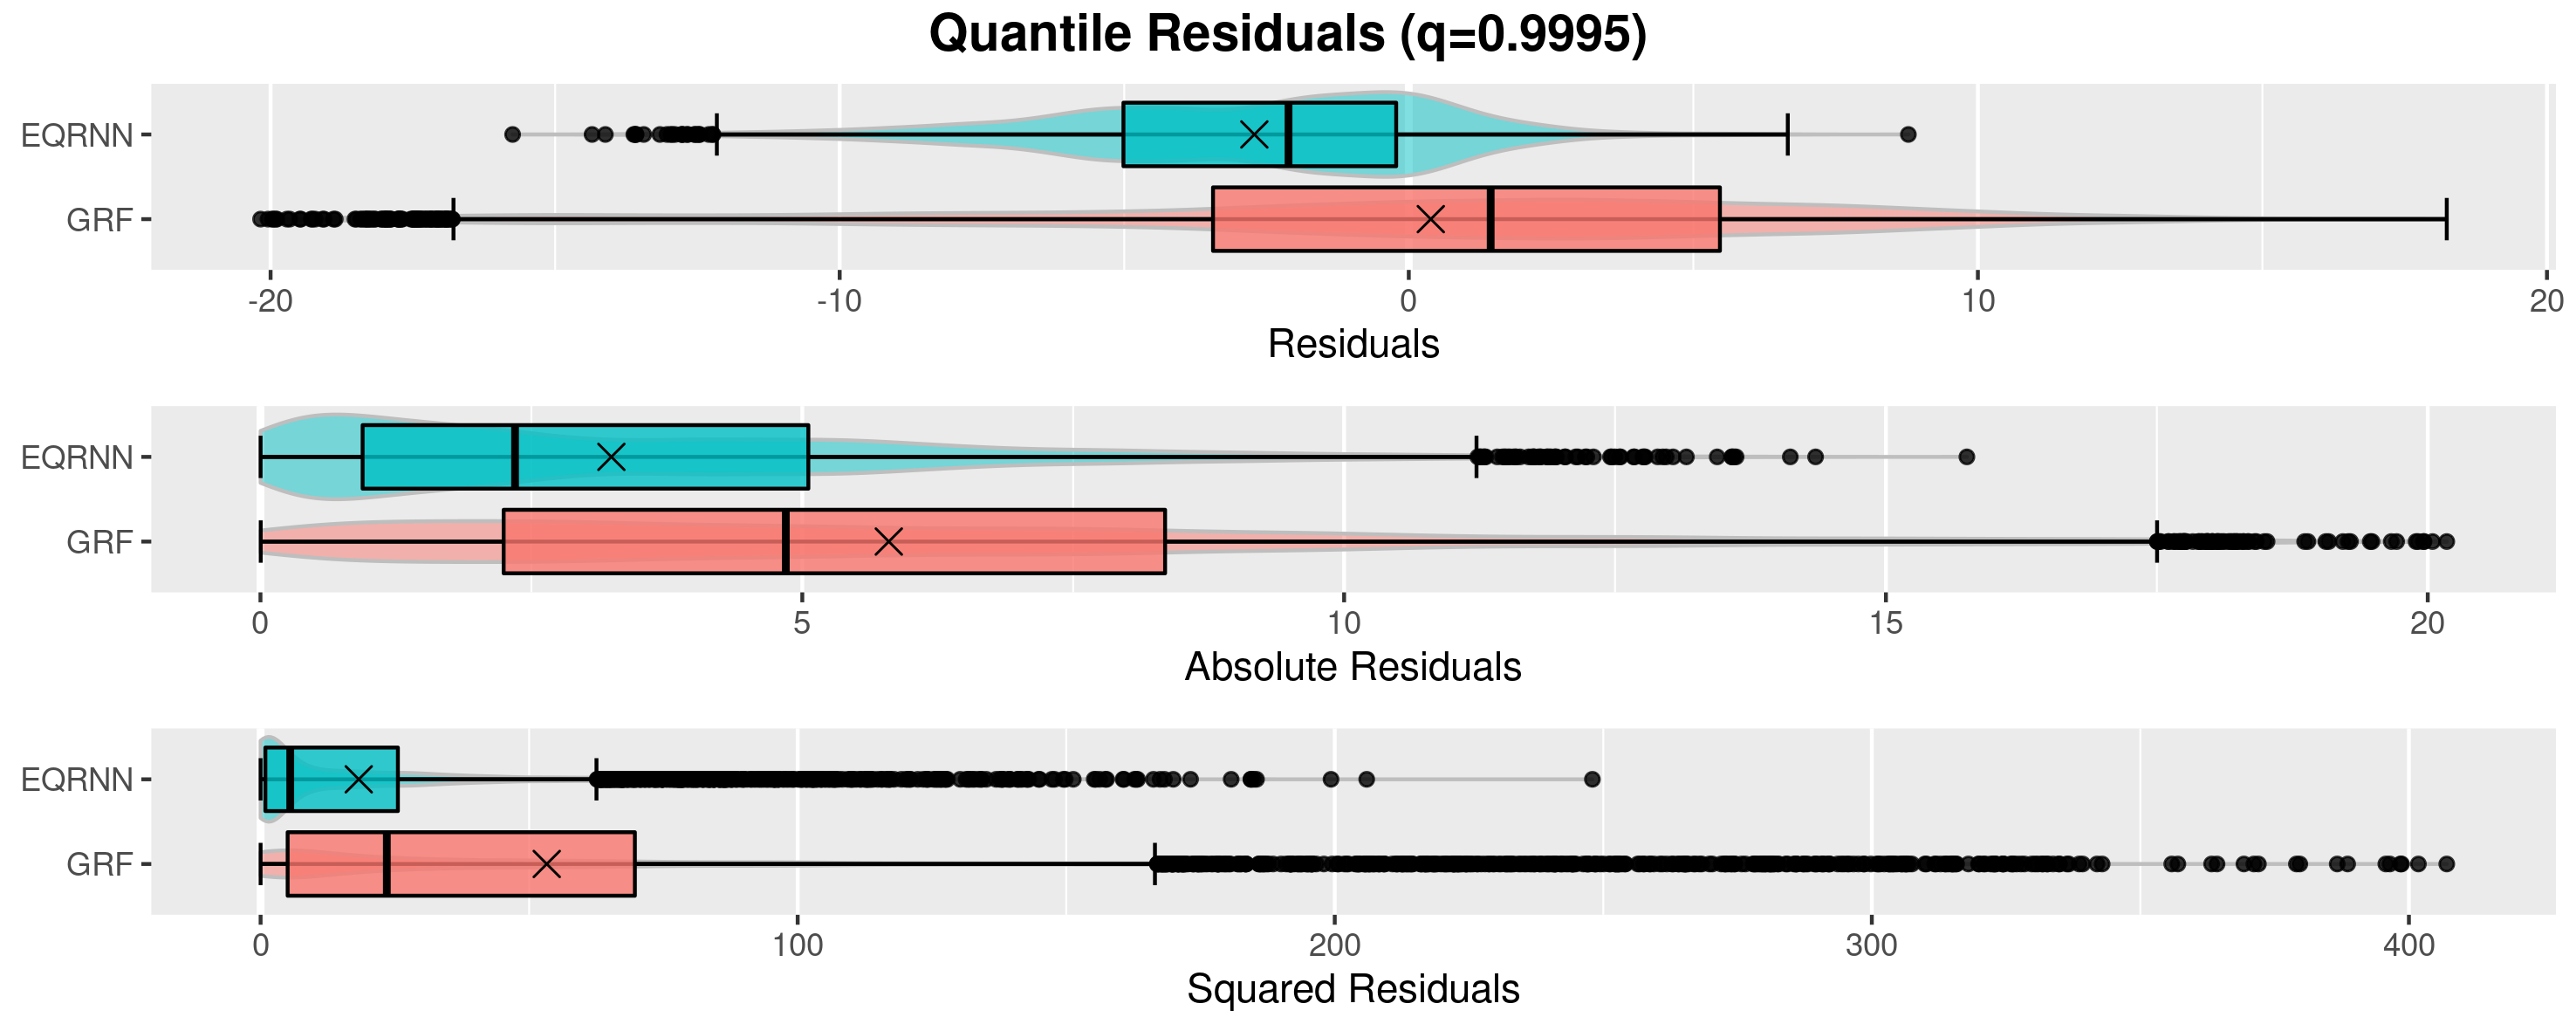 Quantile Residuals (q=0.9995)
EQRNN
GRF
-20 -10 0 10 20
Residuals
EQRNN
GRF
0 5 10 15 20
Absolute Residuals
EQRNN
GRF
0 100 200 300 400
Squared Residuals